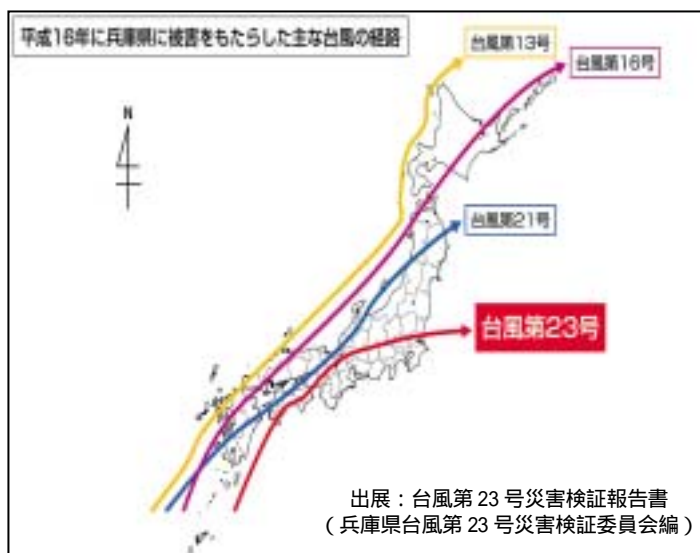 平成16年に兵庫県に被害をもたらした主な台風の経路
台風第13号
台風第16号
N
台風第21号
台風第23号
出展：台風第 23 号災害検証報告書
（兵庫県台風第 23 号災害検証委員会編）